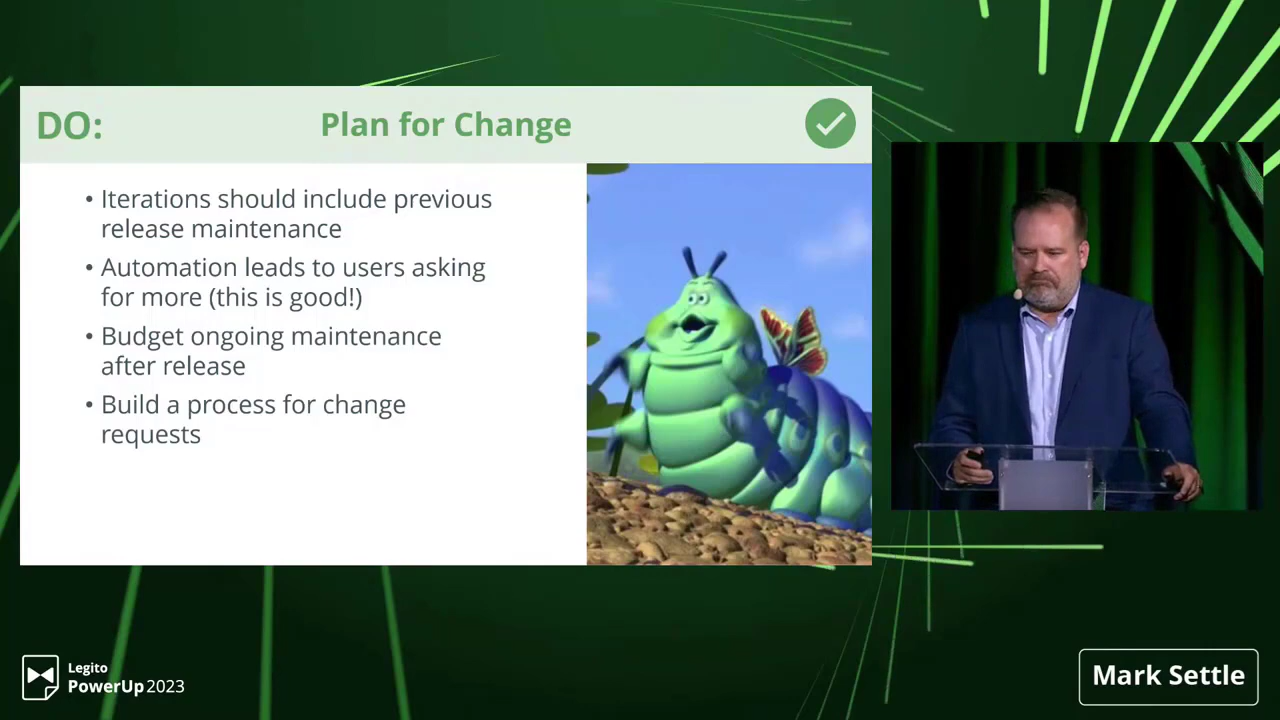 DO:
Plan for Change
• Iterations should include previous
release maintenance
• Automation leads to users asking
for more (this is good!)
• Budget ongoing maintenance
after release
• Build a process for change
requests
Legito
PowerUp 2023
Mark Settle